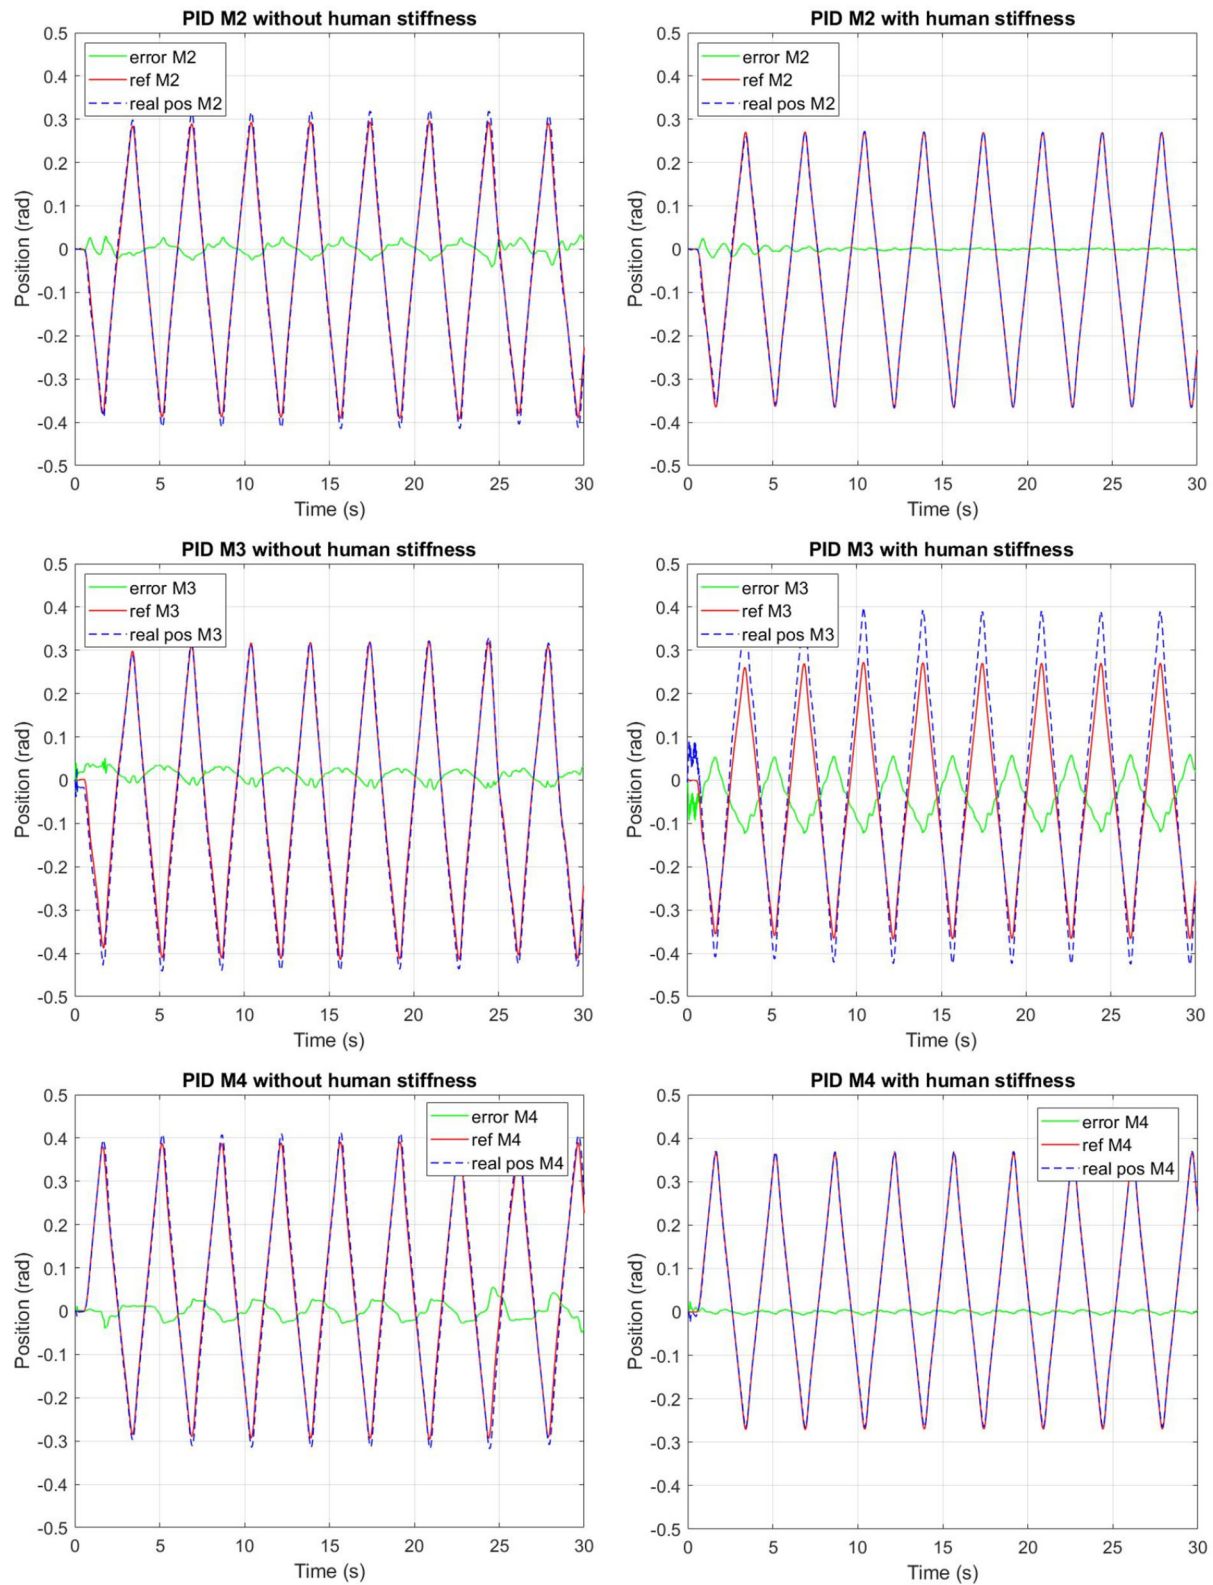 PID M2 without human stiffness
0.5
0.4
0.3
0.2
0.1
0
-0.1
-0.2
-0.3
-0.4
-0.5
Position (rad)
error M2
ref M2
real pos M2
0 5 10 15 20 25 30
Time (s)
PID M2 with human stiffness
0.5
0.4
0.3
0.2
0.1
0
-0.1
-0.2
-0.3
-0.4
-0.5
Position (rad)
error M2
ref M2
real pos M2
0 5 10 15 20 25 30
Time (s)
PID M3 without human stiffness
0.5
0.4
0.3
0.2
0.1
0
-0.1
-0.2
-0.3
-0.4
-0.5
Position (rad)
error M3
ref M3
real pos M3
0 5 10 15 20 25 30
Time (s)
PID M3 with human stiffness
0.5
0.4
0.3
0.2
0.1
0
-0.1
-0.2
-0.3
-0.4
-0.5
Position (rad)
error M3
ref M3
real pos M3
0 5 10 15 20 25 30
Time (s)
PID M4 without human stiffness
0.5
0.4
0.3
0.2
0.1
0
-0.1
-0.2
-0.3
-0.4
-0.5
Position (rad)
error M4
ref M4
real pos M4
0 5 10 15 20 25 30
Time (s)
PID M4 with human stiffness
0.5
0.4
0.3
0.2
0.1
0
-0.1
-0.2
-0.3
-0.4
-0.5
Position (rad)
error M4
ref M4
real pos M4
0 5 10 15 20 25 30
Time (s)